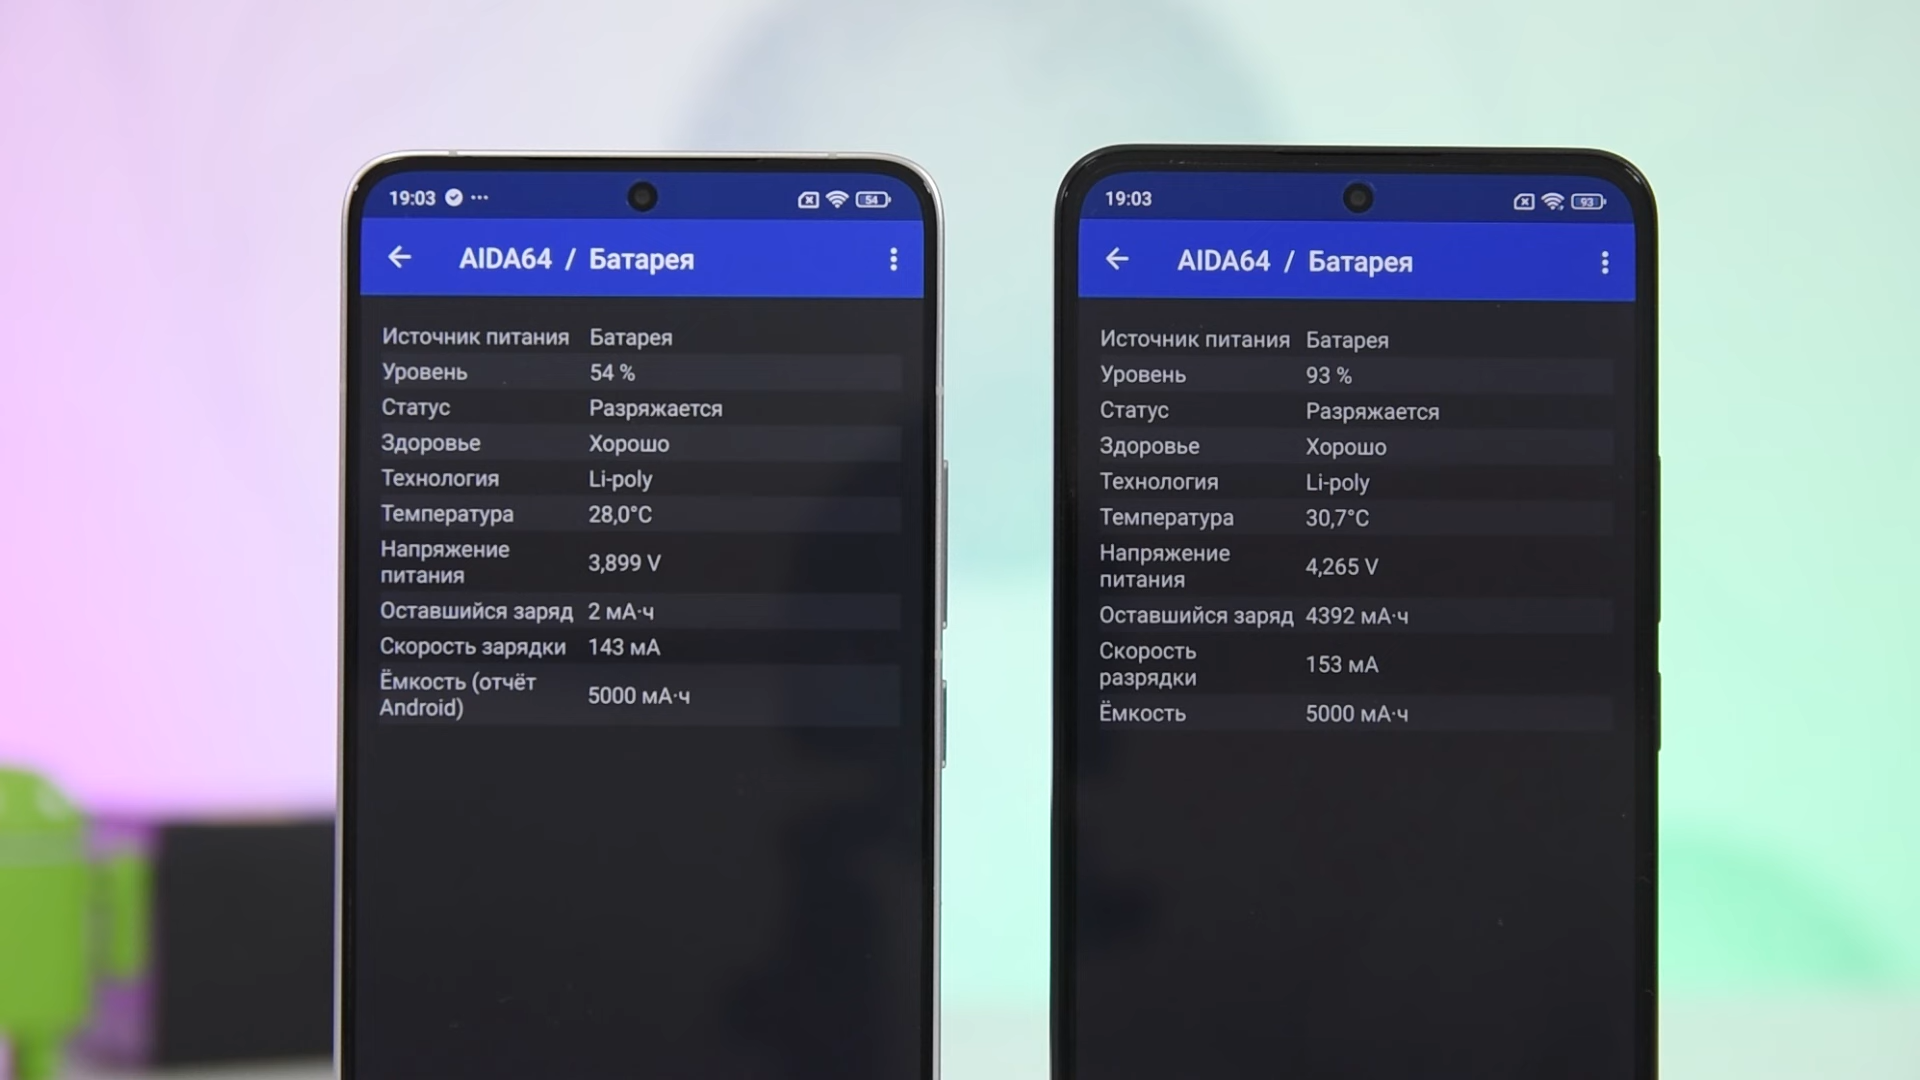 19:03
54
AIDA64 / Батарея
Источник питания Батарея
Уровень 54 %
Статус Разряжается
Здоровье Хорошо
Технология Li-poly
Температура 28,0°C
Напряжение
питания 3,899 V
Оставшийся заряд 2 мА·ч
Скорость зарядки 143 мА
Ёмкость (отчёт
Android) 5000 мА·ч
19:03
93
AIDA64 / Батарея
Источник питания Батарея
Уровень 93 %
Статус Разряжается
Здоровье Хорошо
Технология Li-poly
Температура 30,7°C
Напряжение
питания 4,265 V
Оставшийся заряд 4392 мА·ч
Скорость
разрядки 153 мА
Ёмкость 5000 мА·ч